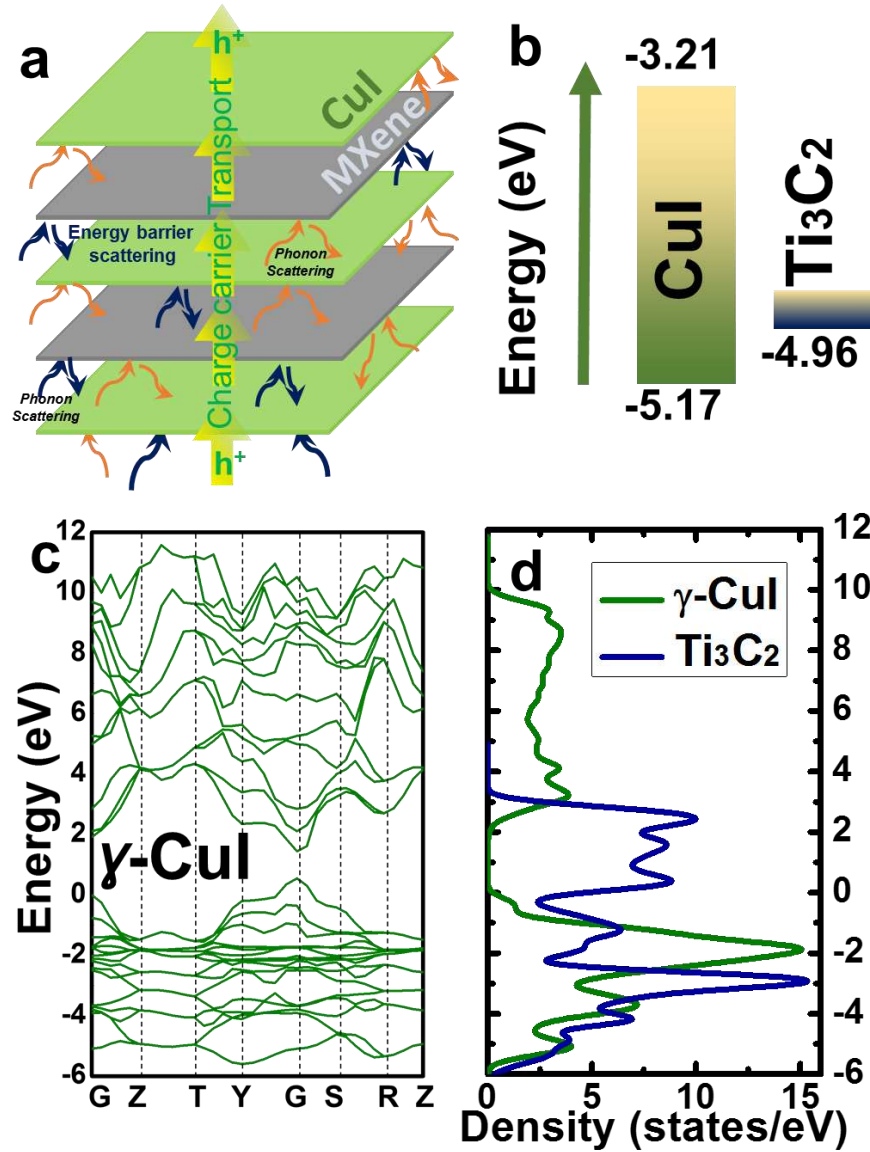 a
h+
CuI
MXene
Charge carrier Transport
Energy barrier
scattering
Phonon
Scattering
Phonon
Scattering
h+
b
Energy (eV)
-3.21
CuI
-5.17
Ti3C2
-4.96
c
Energy (eV)
12
10
8
6
4
2
0
-2
-4
-6
γ-CuI
G Z T Y G S R Z
d
γ-CuI
Ti3C2
12
10
8
6
4
2
0
-2
-4
-6
0 5 10 15
Density (states/eV)